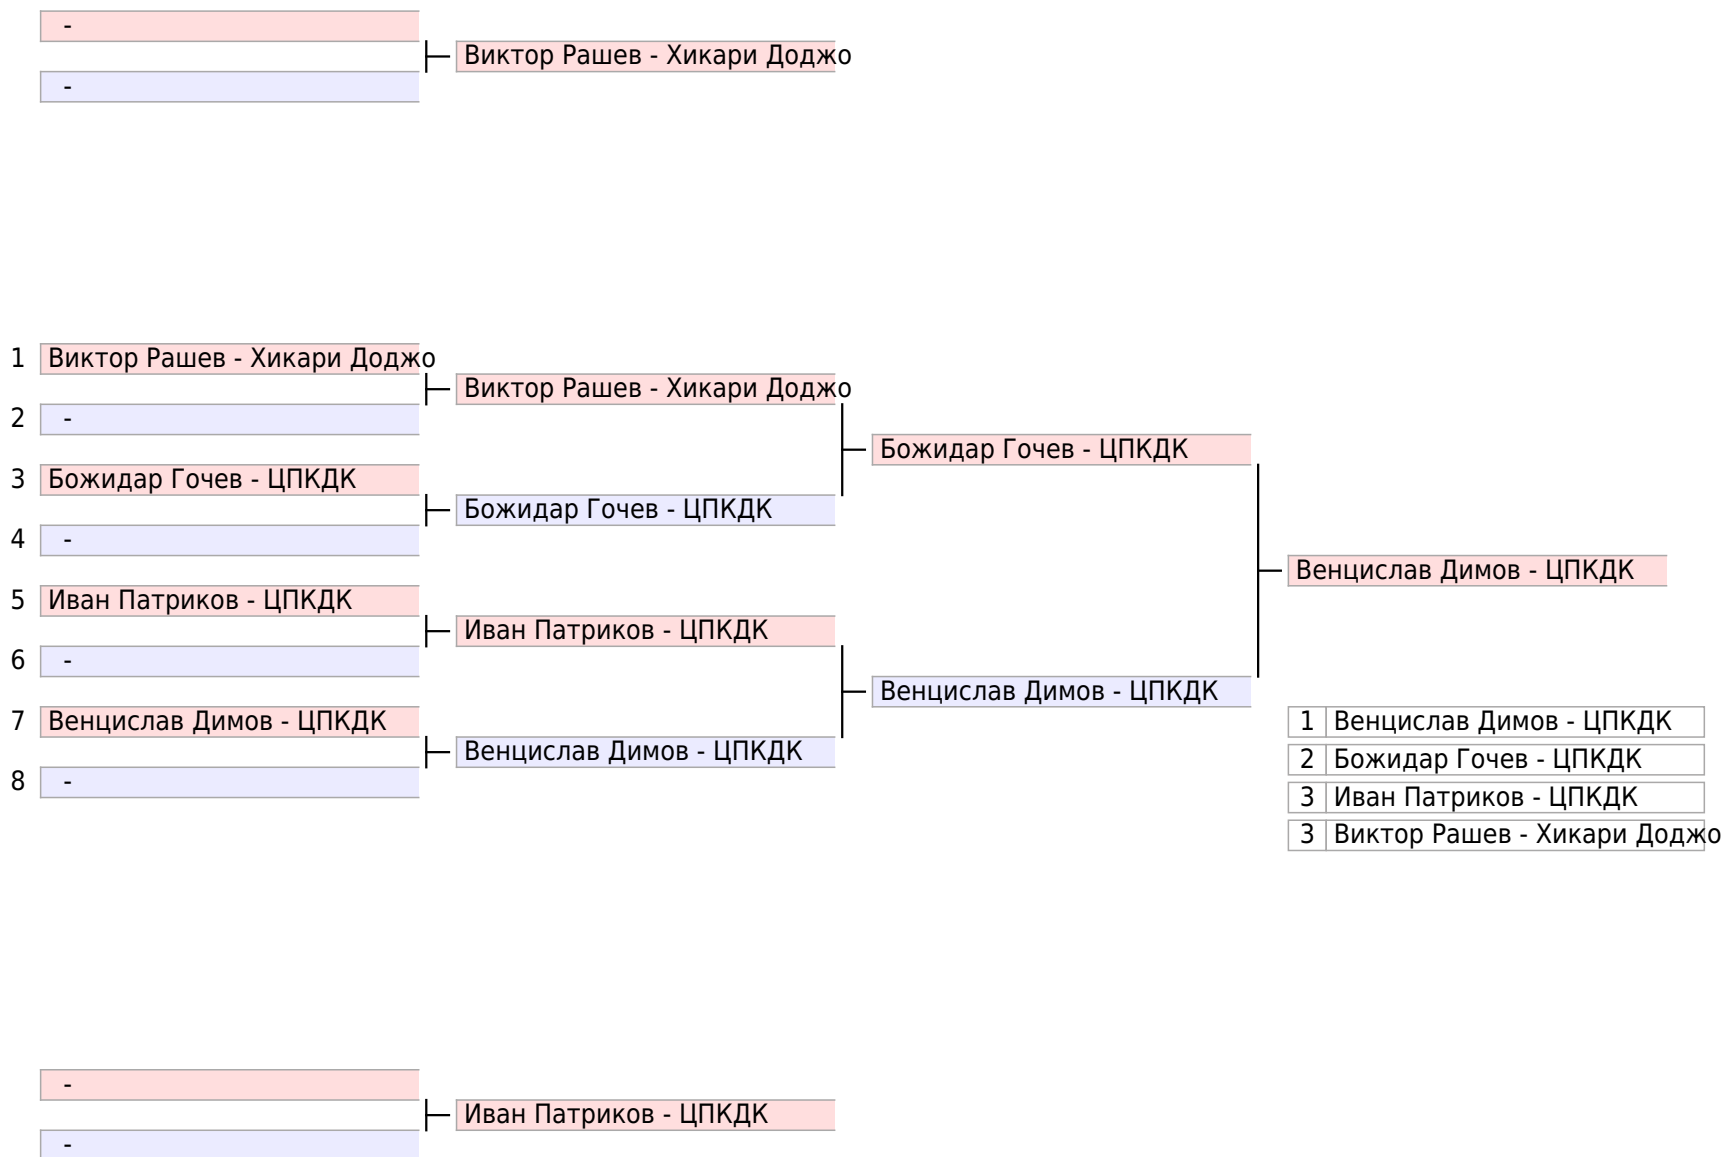 -
Виктор Рашев - Хикари Доджо
-
1 Виктор Рашев - Хикари Доджо
Виктор Рашев - Хикари Доджо
2 -
Божидар Гочев - ЦПКДК
3 Божидар Гочев - ЦПКДК
Божидар Гочев - ЦПКДК
4 -
Венцислав Димов - ЦПКДК
5 Иван Патриков - ЦПКДК
Иван Патриков - ЦПКДК
6 -
Венцислав Димов - ЦПКДК
7 Венцислав Димов - ЦПКДК
Венцислав Димов - ЦПКДК
8 -
1 Венцислав Димов - ЦПКДК
2 Божидар Гочев - ЦПКДК
3 Иван Патриков - ЦПКДК
3 Виктор Рашев - Хикари Доджо
-
Иван Патриков - ЦПКДК
-